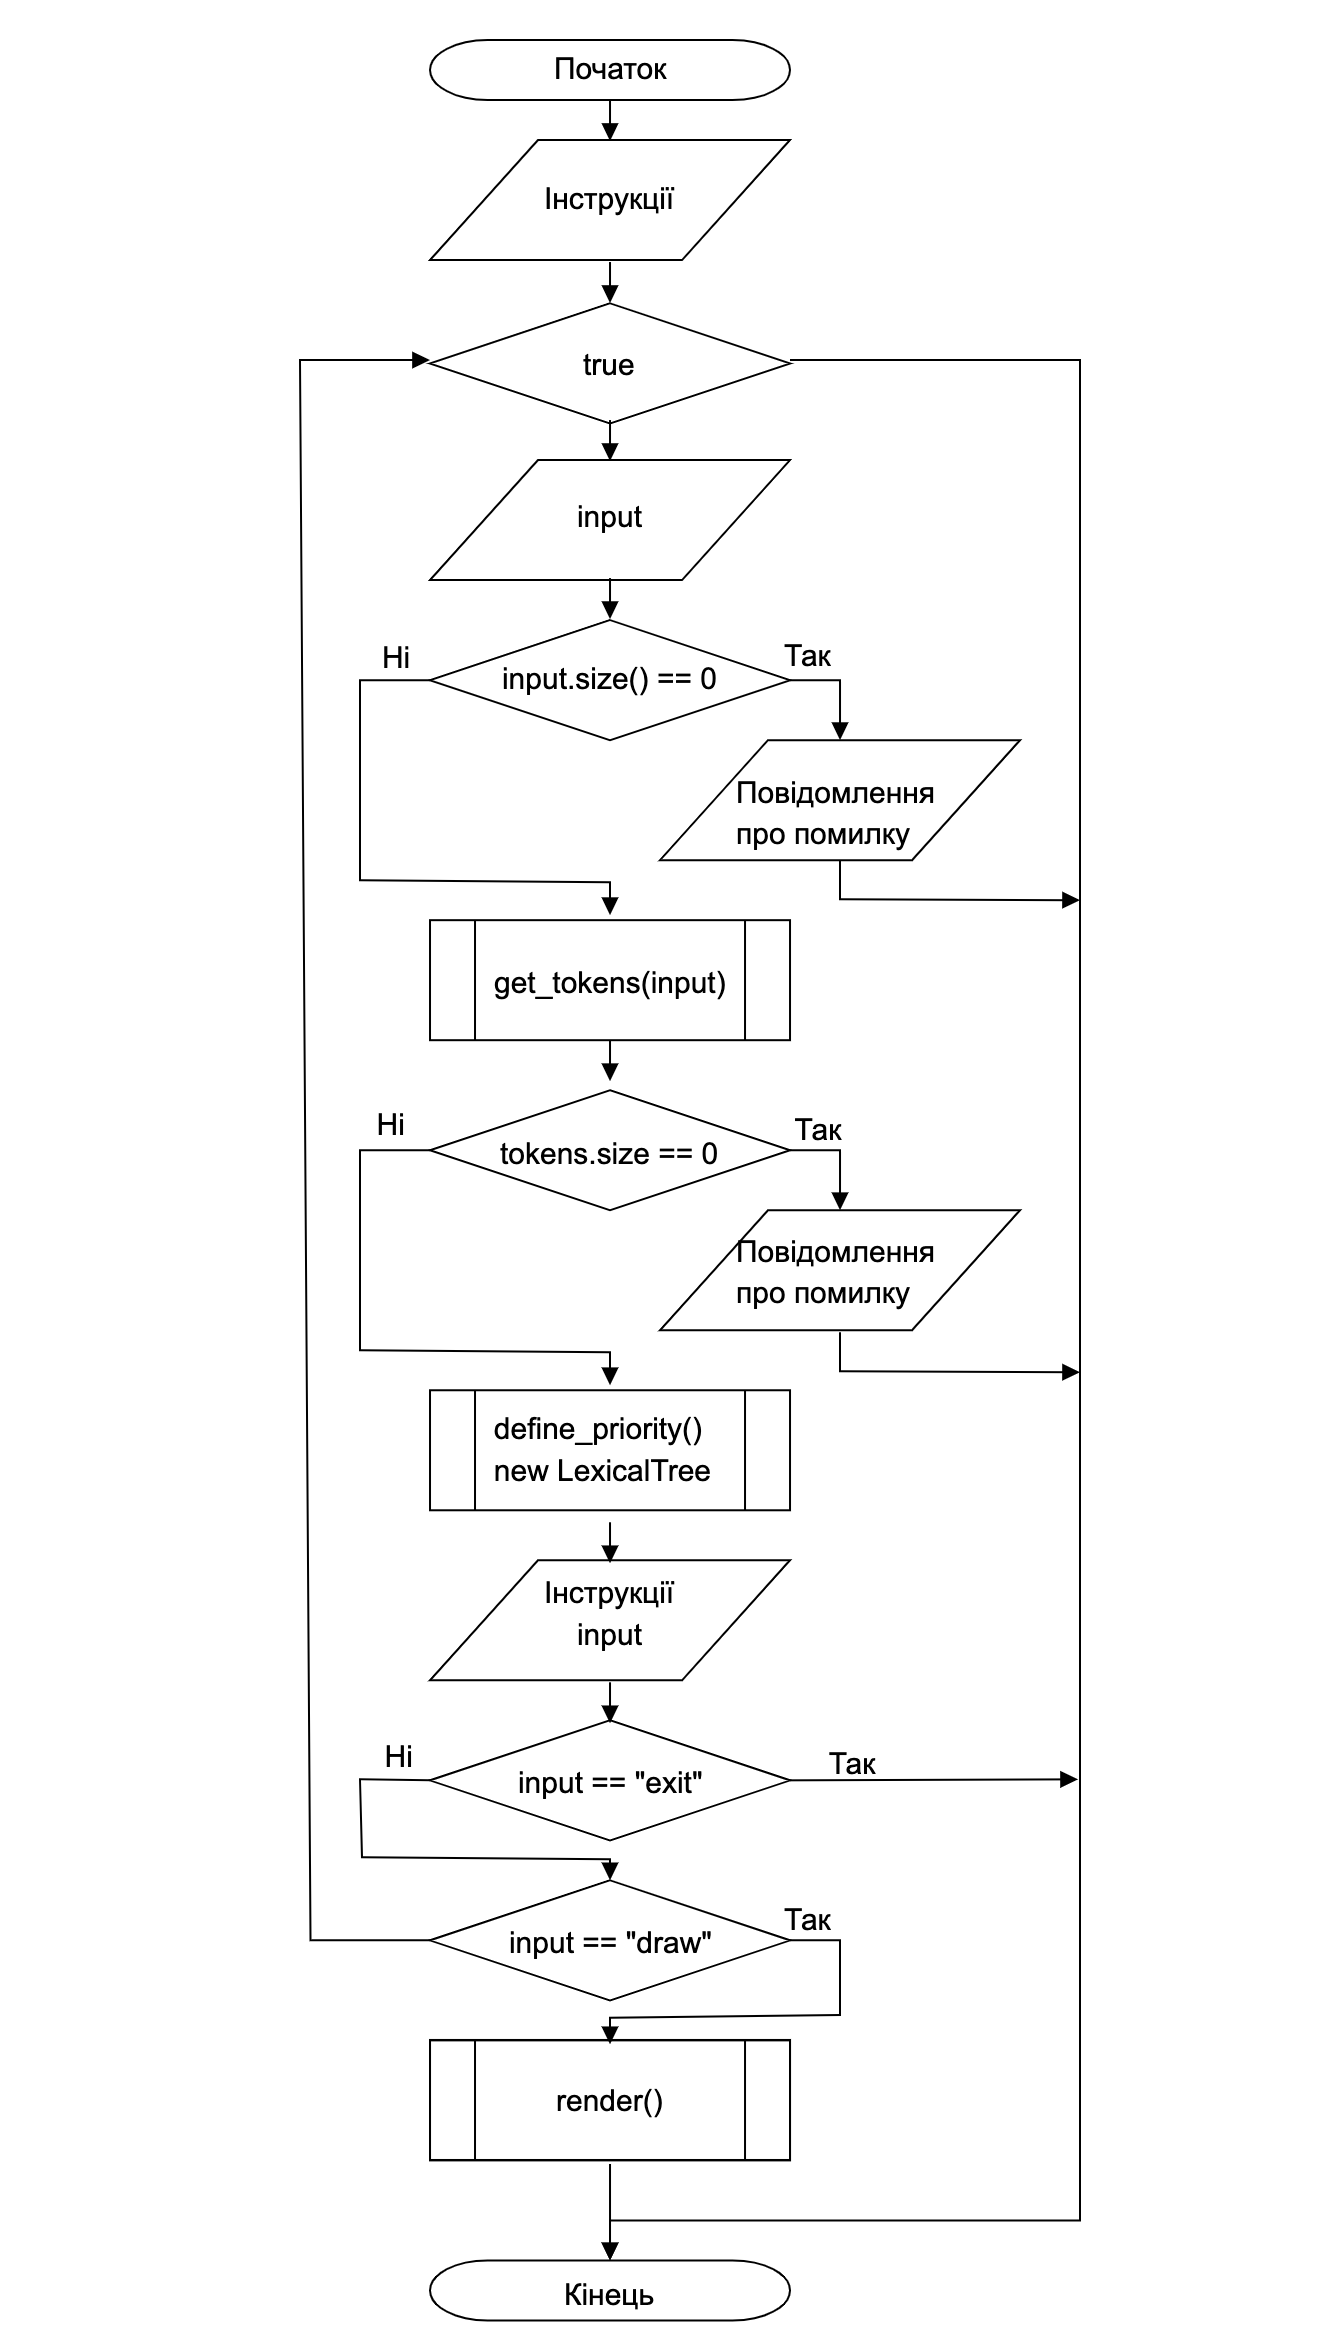 Початок
Інструкції
true
input
Ні
Так
input.size() == 0
Повідомлення
про помилку
get_tokens(input)
Ні
Так
tokens.size == 0
Повідомлення
про помилку
define_priority()
new LexicalTree
Інструкції
input
Ні
Так
input == "exit"
Так
input == "draw"
render()
Кінець